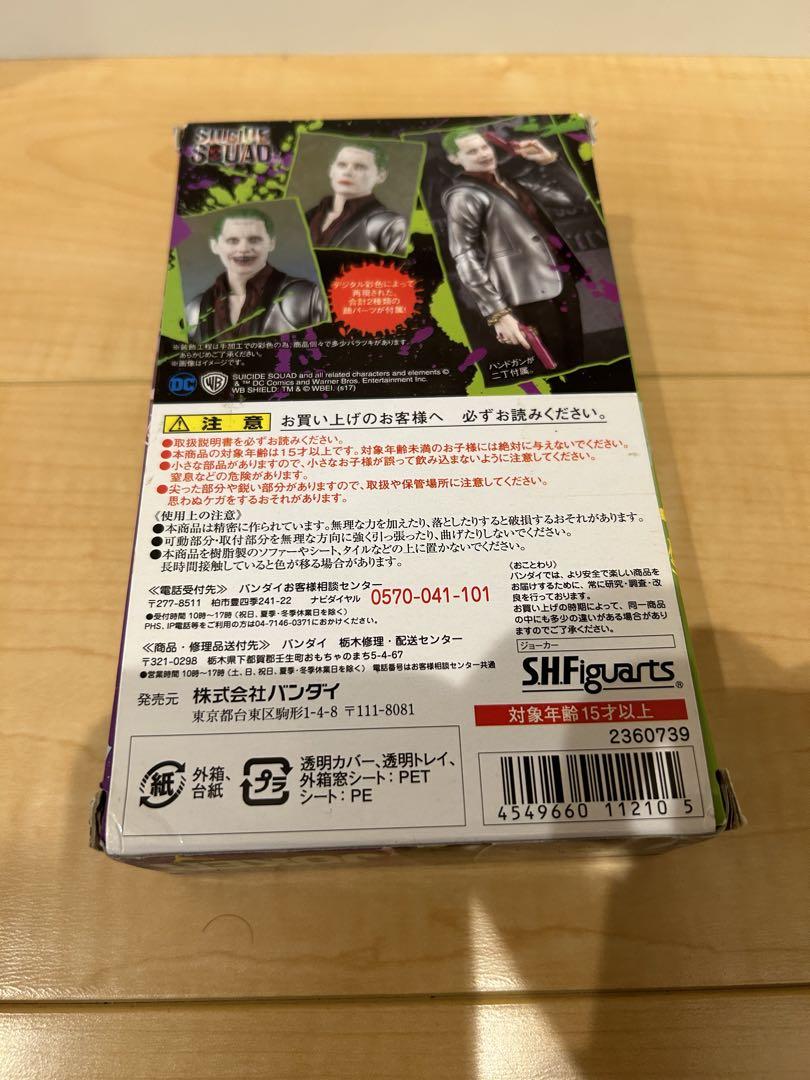 SUICIDE
SQUAD
デジタル彩色によって
再現された、
合計2種類の
顔パーツが付属!
※装飾工程は手加工での彩色の為、商品個々で多少バラツキがあります
あらかじめご了承ください。
※画像はイメージです。
ハンドガンが
二丁付属。
DC
WB
SUICIDE SQUAD and all related characters and elements ©
& ™ DC Comics and Warner Bros. Entertainment Inc.
WB SHIELD: TM & © WBEI. (s17)
注 意 お買い上げのお客様へ 必ずお読みください。
●取扱説明書を必ずお読みください。
●本商品の対象年齢は15才以上です。対象年齢未満のお子様には絶対に与えないでください。
●小さな部品がありますので、小さなお子様が誤って飲み込まないように注意してください。
窒息などの危険があります。
●尖った部分や鋭い部分がありますので、取扱や保管場所に注意してください。
思わぬケガをするおそれがあります。
《使用上の注意》
●本商品は精密に作られています。無理な力を加えたり、落としたりすると破損するおそれがあります。
●可動部分・取付部分を無理な方向に強く引っ張ったり、曲げたりしないでください。
●本商品を樹脂製のソファーやシート、タイルなどの上に置かないでください。
長時間接触していると色が移る場合があります。
≪電話受付先≫ バンダイお客様相談センター
〒277-8511 柏市豊四季241-22 ナビダイヤル 0570-041-101
●受付時間 10時～17時(祝日、夏季・冬季休業日を除く)
PHS、IP電話等をご利用の方は04-7146-0371におかけください。
≪商品・修理品送付先≫ バンダイ 栃木修理・配送センター
〒321-0298 栃木県下都賀郡壬生町おもちゃのまち5-4-67
●営業時間 10時～17時(土、日、祝日、夏季・冬季休業日を除く) 電話番号はお客様相談センター共通
発売元 株式会社バンダイ
東京都台東区駒形1-4-8 〒111-8081
〈おことわり〉
バンダイでは、より安全で楽しい商品を
お届けするために、常に研究・調査・改
良を行っております。
お買い上げの時期によって、同一商品
の中にも多少の違いがある場合があり
ますのでご了承ください。
ジョーカー
S.H.Figuarts®
対象年齢15才以上
2360739
紙
外箱、
台紙
プラ
透明カバー、透明トレイ、
外箱窓シート:PET
シート:PE
4549660 11210 5